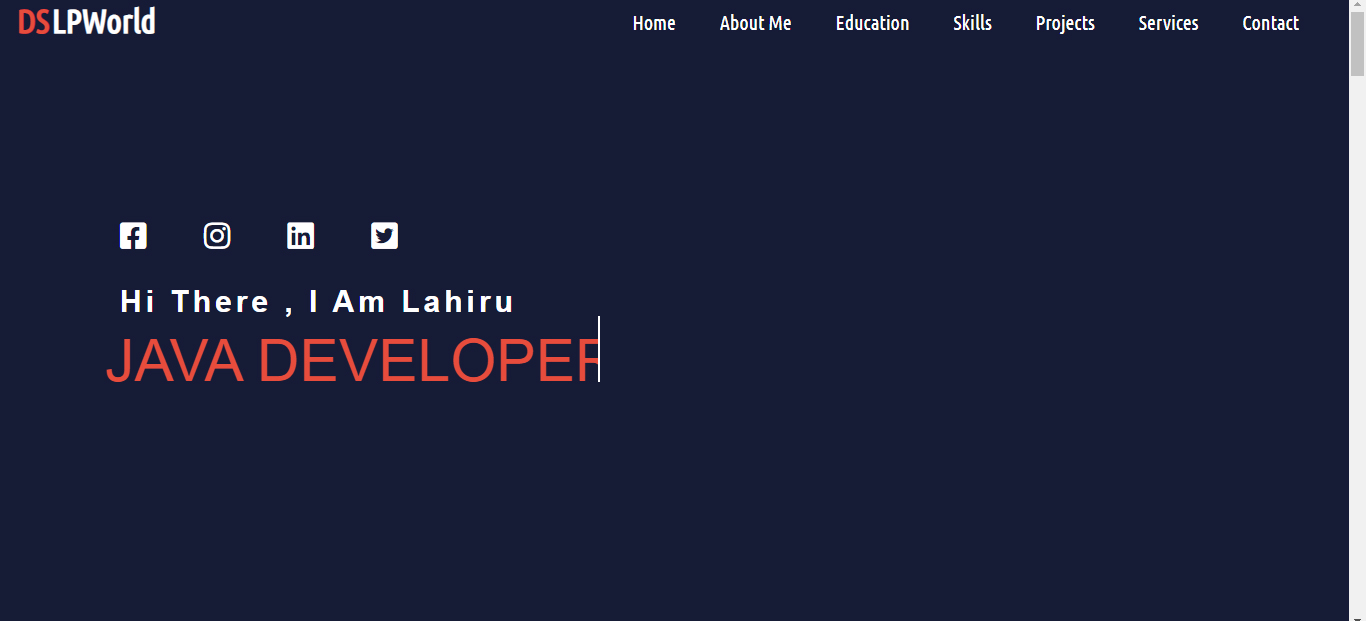 DSLPWorld
Home About Me Education Skills Projects Services Contact
Hi There , I Am Lahiru
JAVA DEVELOPER